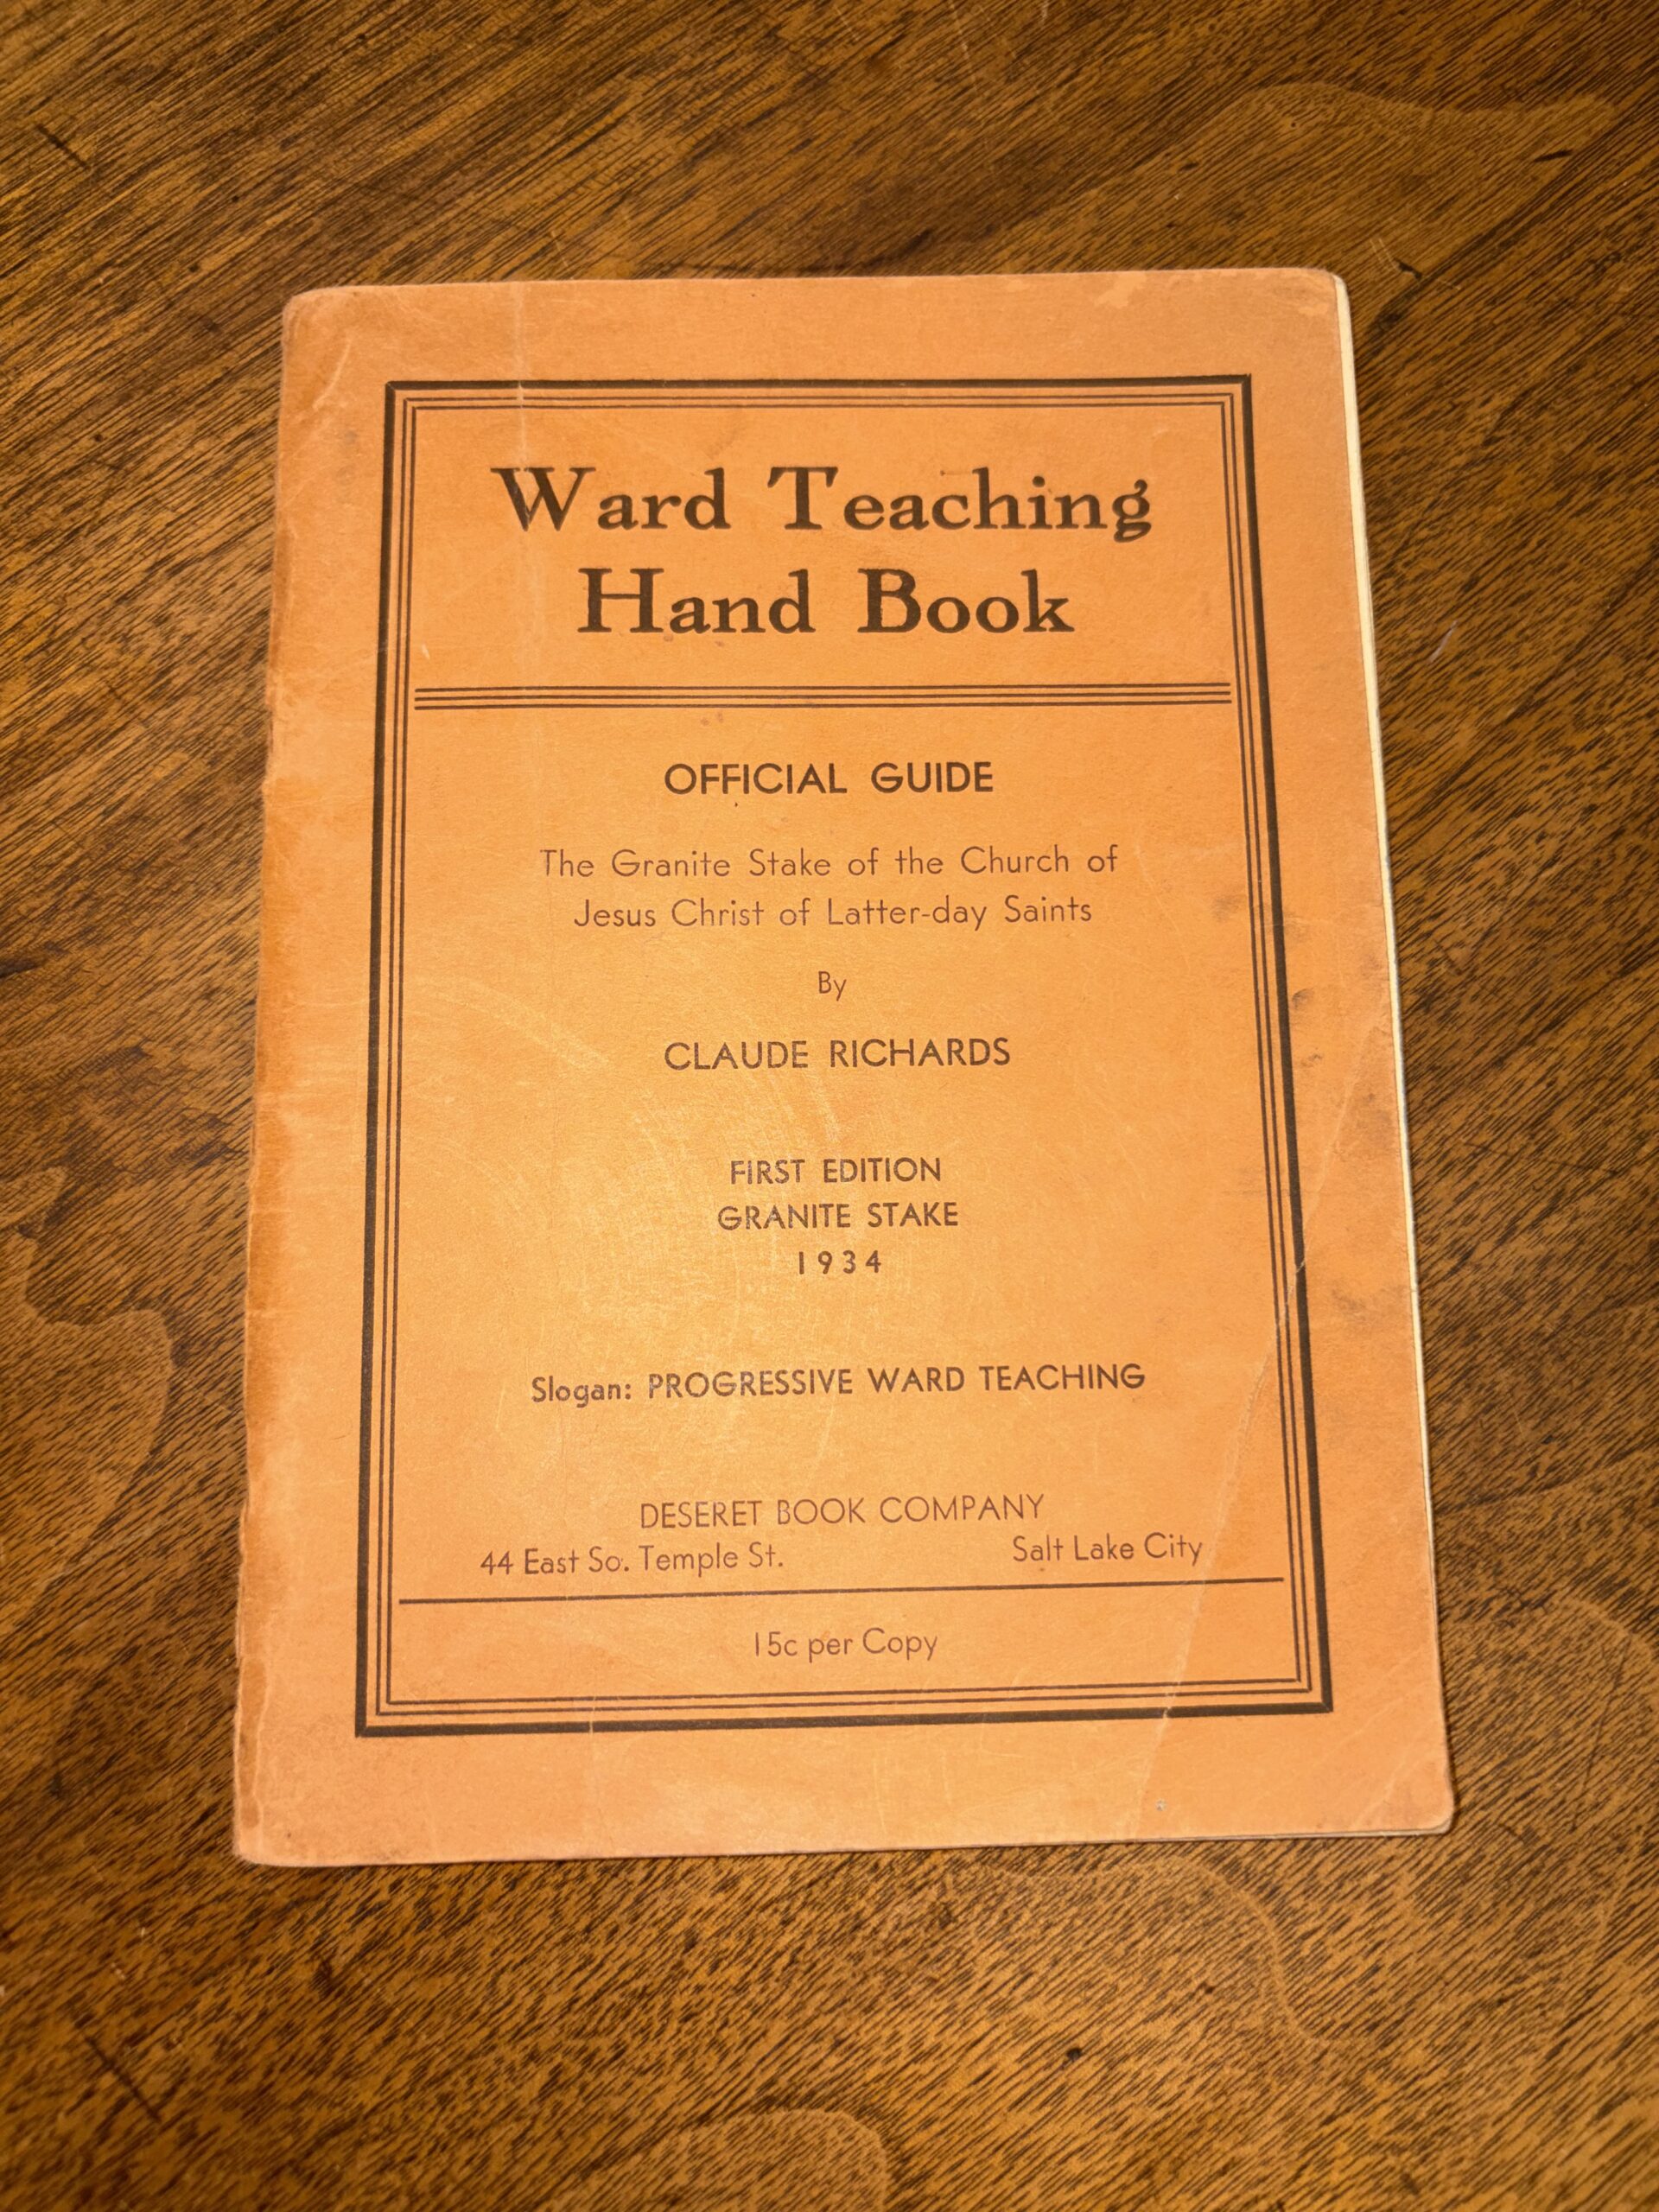 Ward Teaching
Hand Book
OFFICIAL GUIDE
The Granite Stake of the Church of
Jesus Christ of Latter-day Saints
By
CLAUDE RICHARDS
FIRST EDITION
GRANITE STAKE
1934
Slogan: PROGRESSIVE WARD TEACHING
DESERET BOOK COMPANY
44 East So. Temple St. Salt Lake City
15c per Copy